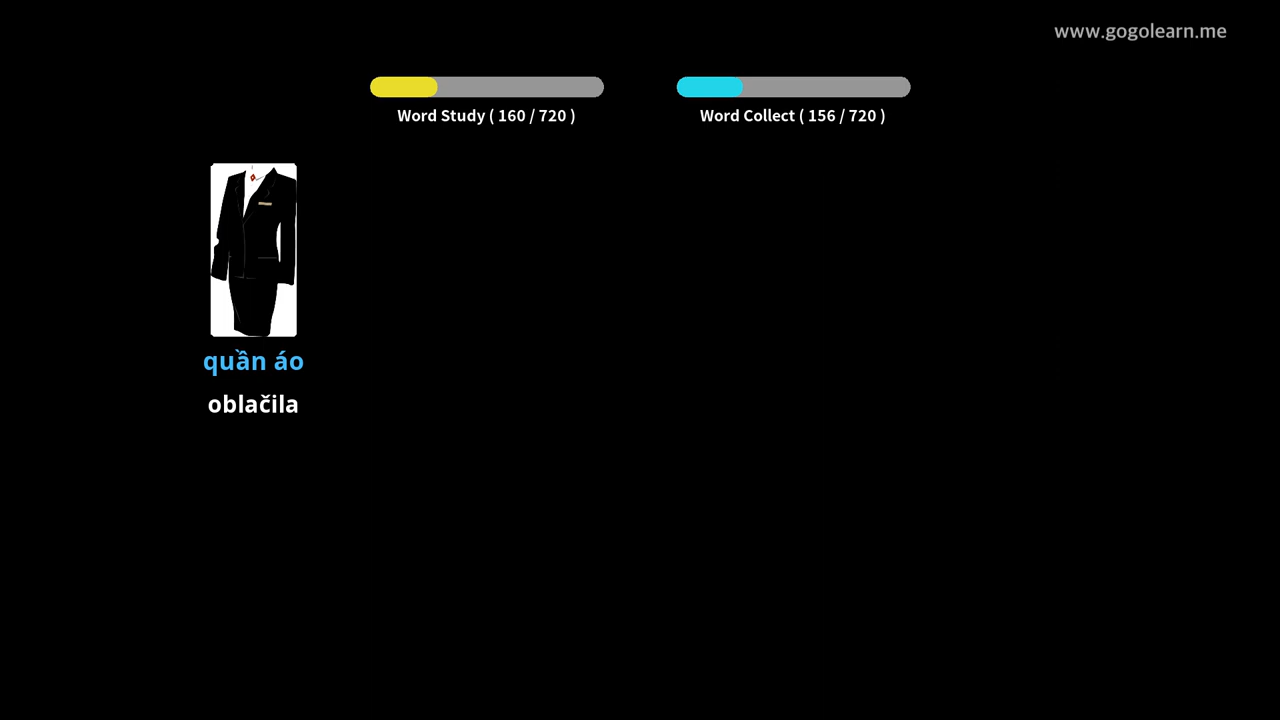 www.gogolearn.me
Word Study ( 160 / 720 )
Word Collect ( 156 / 720 )
quần áo
oblačila